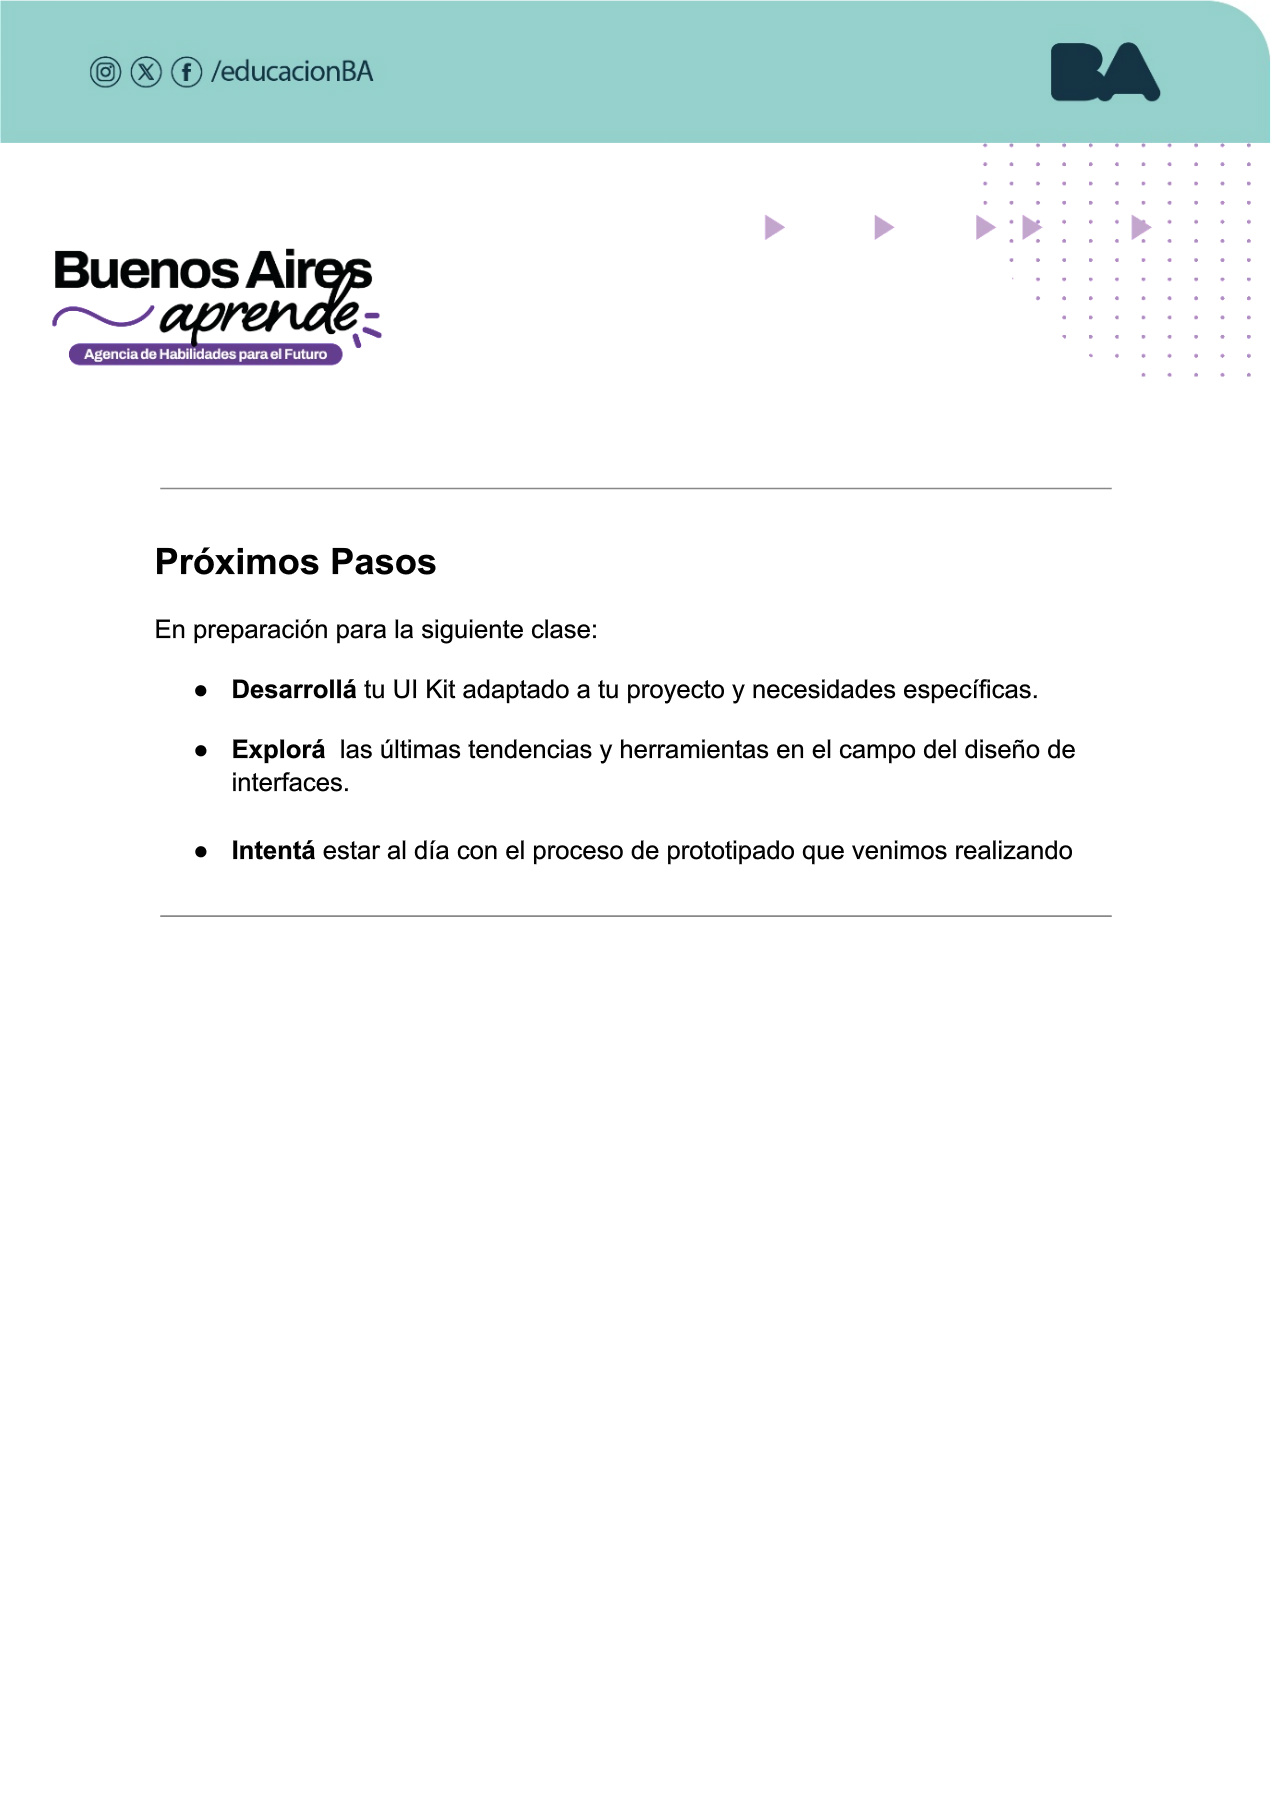 /educacionBA
BA
Buenos Aires
aprende
Agencia de Habilidades para el Futuro
Próximos Pasos
En preparación para la siguiente clase:
● Desarrollá tu UI Kit adaptado a tu proyecto y necesidades específicas.
● Explorá  las últimas tendencias y herramientas en el campo del diseño de
interfaces.
● Intentá estar al día con el proceso de prototipado que venimos realizando